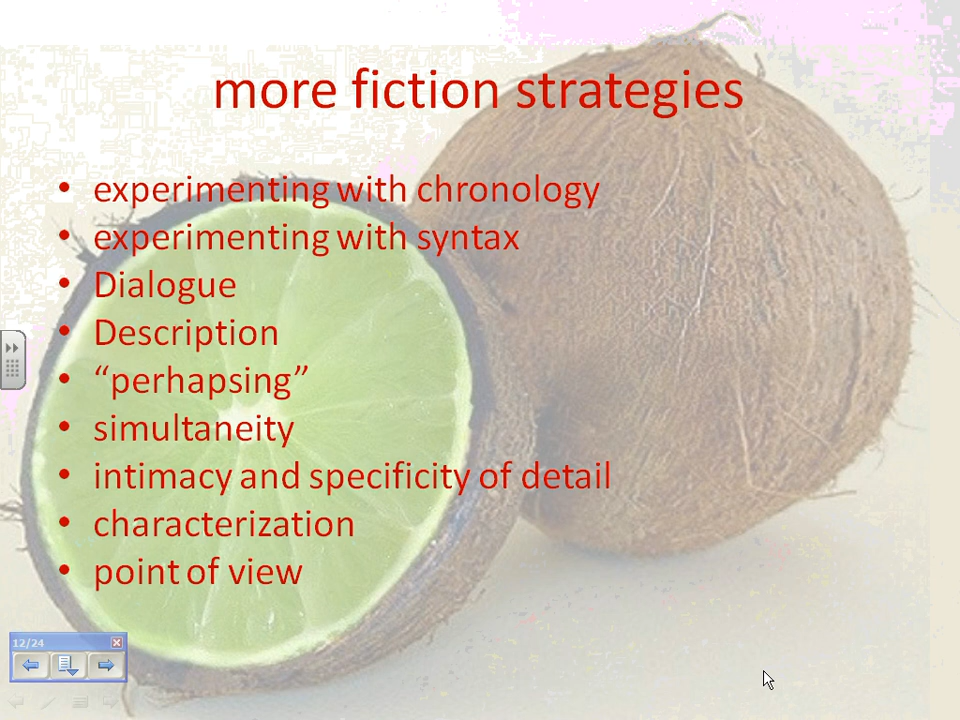 more fiction strategies
• experimenting with chronology
• experimenting with syntax
• Dialogue
• Description
• “perhapsing”
• simultaneity
• intimacy and specificity of detail
• characterization
• point of view
12/24